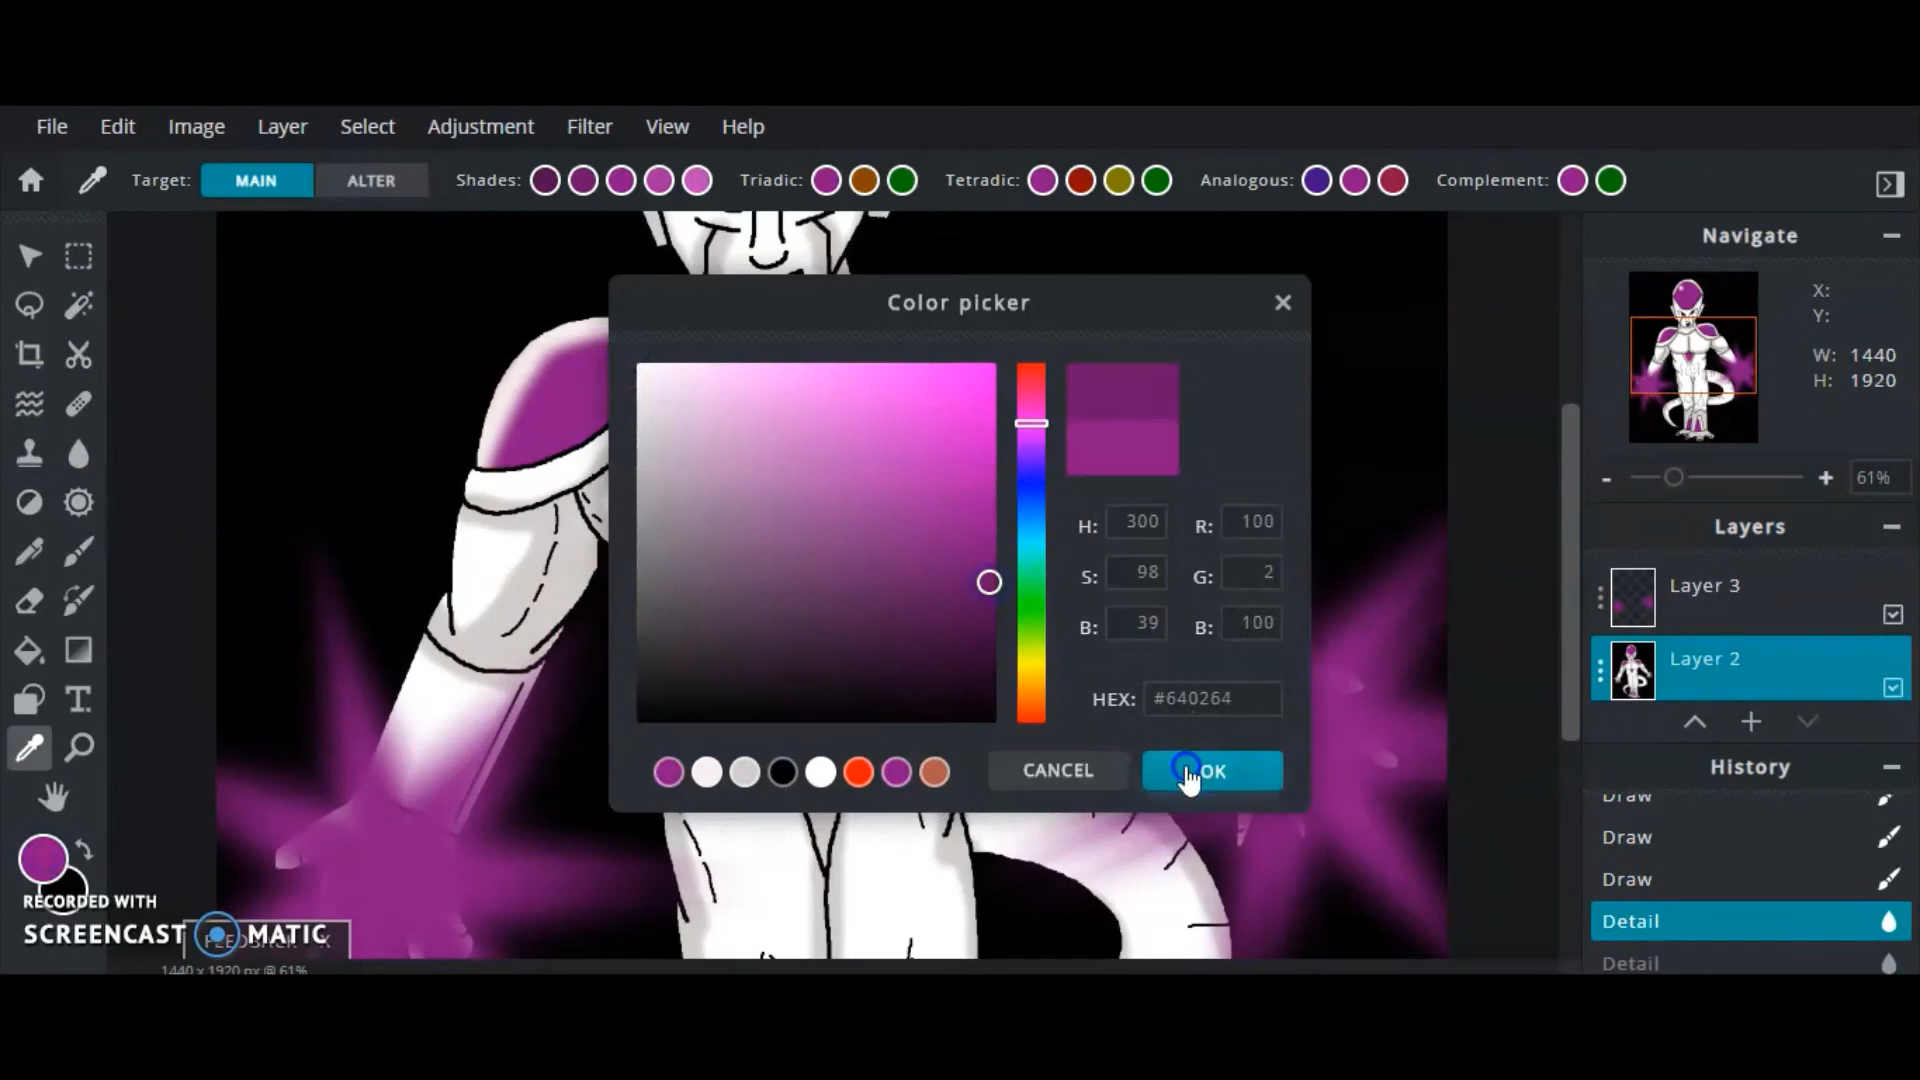 File Edit Image Layer Select Adjustment Filter View Help
Target: MAIN ALTER Shades: Triadic: Tetradic: Analogous: Complement:
Navigate
X:
Y:
W: 1440
H: 1920
- + 61%
Layers
Layer 3
Layer 2
History
Draw
Draw
Draw
Detail
Detail
Color picker
H: 300 R: 100
S: 98 G: 2
B: 39 B: 100
HEX: #640264
CANCEL OK
RECORDED WITH
SCREENCAST MATIC
1440 x 1920 px @ 61%